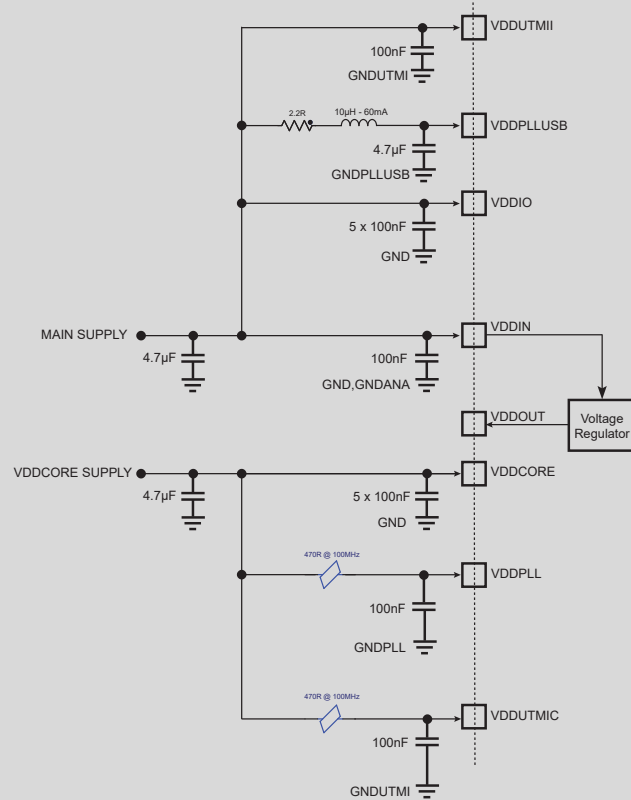 VDDUTMII
100nF
GNDUTMI
2.2R
10µH - 60mA
VDDPLLUSB
4.7µF
GNDPLLUSB
VDDIO
5 x 100nF
GND
MAIN SUPPLY
VDDIN
4.7µF
100nF
GND,GNDANA
VDDOUT
Voltage
Regulator
VDDCORE SUPPLY
VDDCORE
4.7µF
5 x 100nF
GND
470R @ 100MHz
VDDPLL
100nF
GNDPLL
470R @ 100MHz
VDDUTMIC
100nF
GNDUTMI